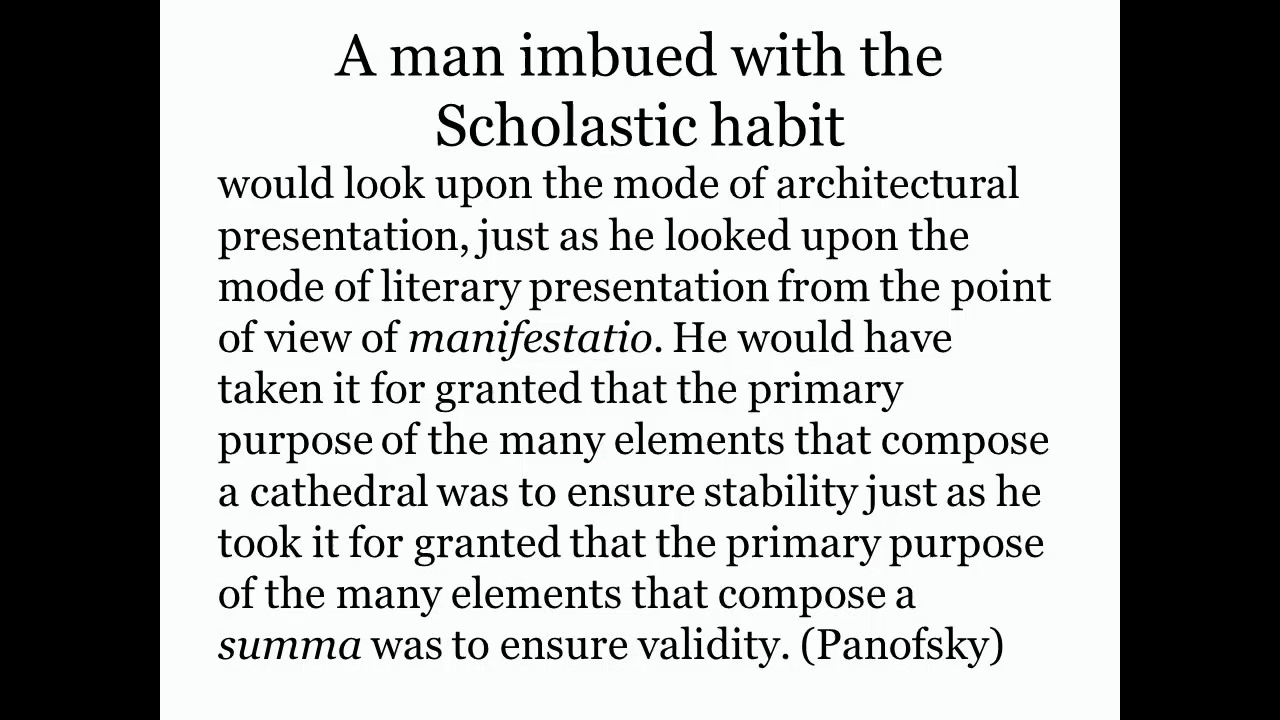 A man imbued with the
Scholastic habit
would look upon the mode of architectural
presentation, just as he looked upon the
mode of literary presentation from the point
of view of manifestatio. He would have
taken it for granted that the primary
purpose of the many elements that compose
a cathedral was to ensure stability just as he
took it for granted that the primary purpose
of the many elements that compose a
summa was to ensure validity. (Panofsky)